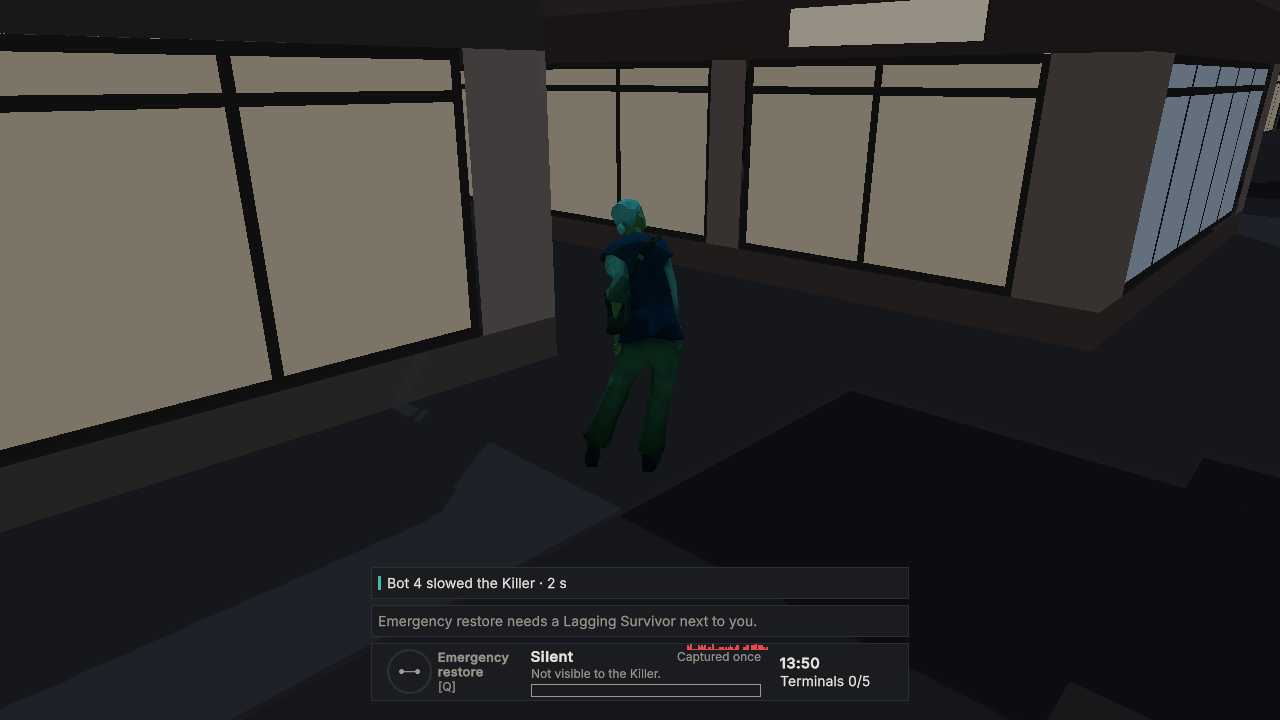 Bot 4 slowed the Killer · 2 s
Emergency restore needs a Lagging Survivor next to you.
Emergency restore
[Q]
Silent
Captured once
Not visible to the Killer.
13:50
Terminals 0/5